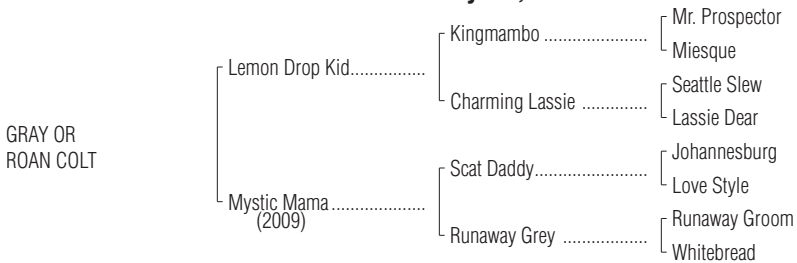 GRAY OR
ROAN COLT
Lemon Drop Kid................
Mystic Mama....................
(2009)
Kingmambo ......................
Charming Lassie ..............
Scat Daddy........................
Runaway Grey ..................
Mr. Prospector
Miesque
Seattle Slew
Lassie Dear
Johannesburg
Love Style
Runaway Groom
Whitebread